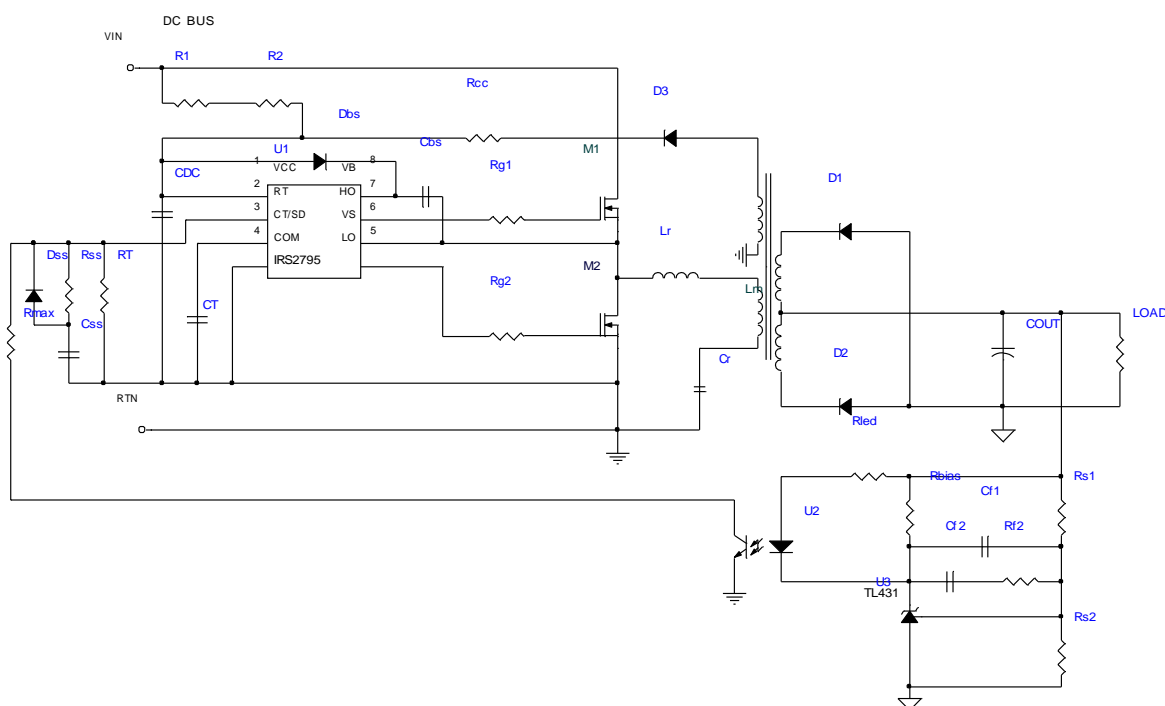 DC BUS
VIN
R1
R2
Rcc
D3
Dbs
Cbs
M1
U1
1
VCC
VB
8
Rg1
CDC
D1
2
RT
HO
7
3
CT/SD
VS
6
Lr
4
COM
LO
5
Dss
Rss
RT
IRS2795
M2
Rg2
Lm
CT
Rmax
Css
COUT
LOAD
Cr
D2
RTN
Rled
Rbias
Rs1
Cf1
U2
Cf2
Rf2
U3
TL431
Rs2